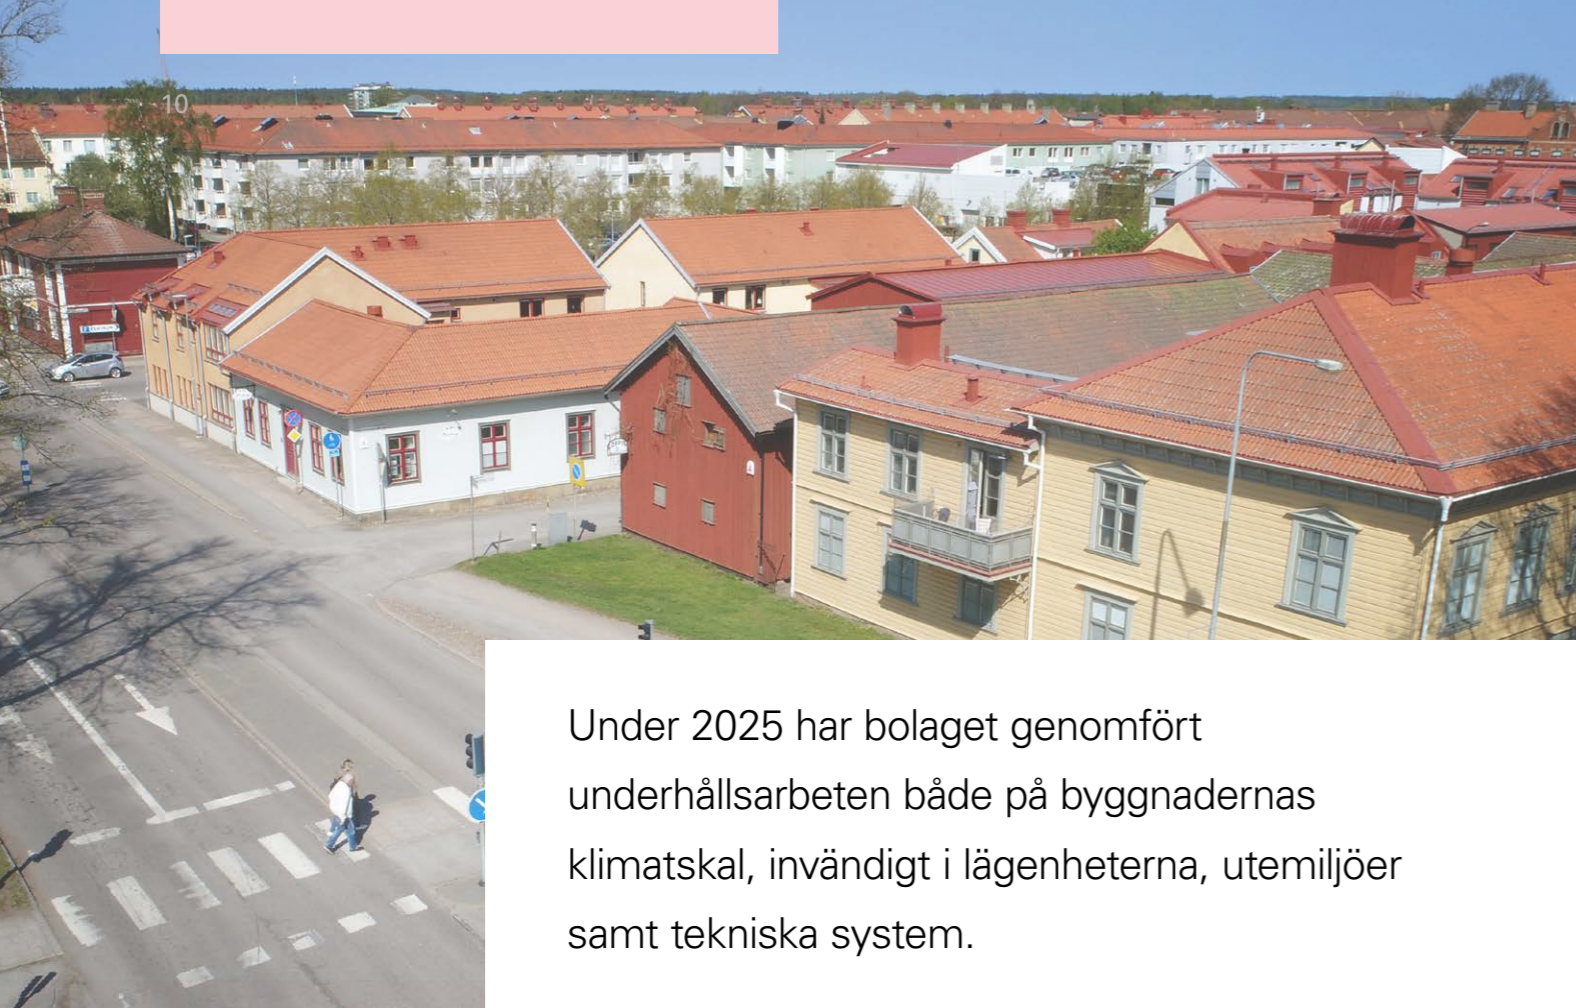 10
Under 2025 har bolaget genomfört
underhållsarbeten både på byggnadernas
klimatskal, invändigt i lägenheterna, utemiljöer
samt tekniska system.